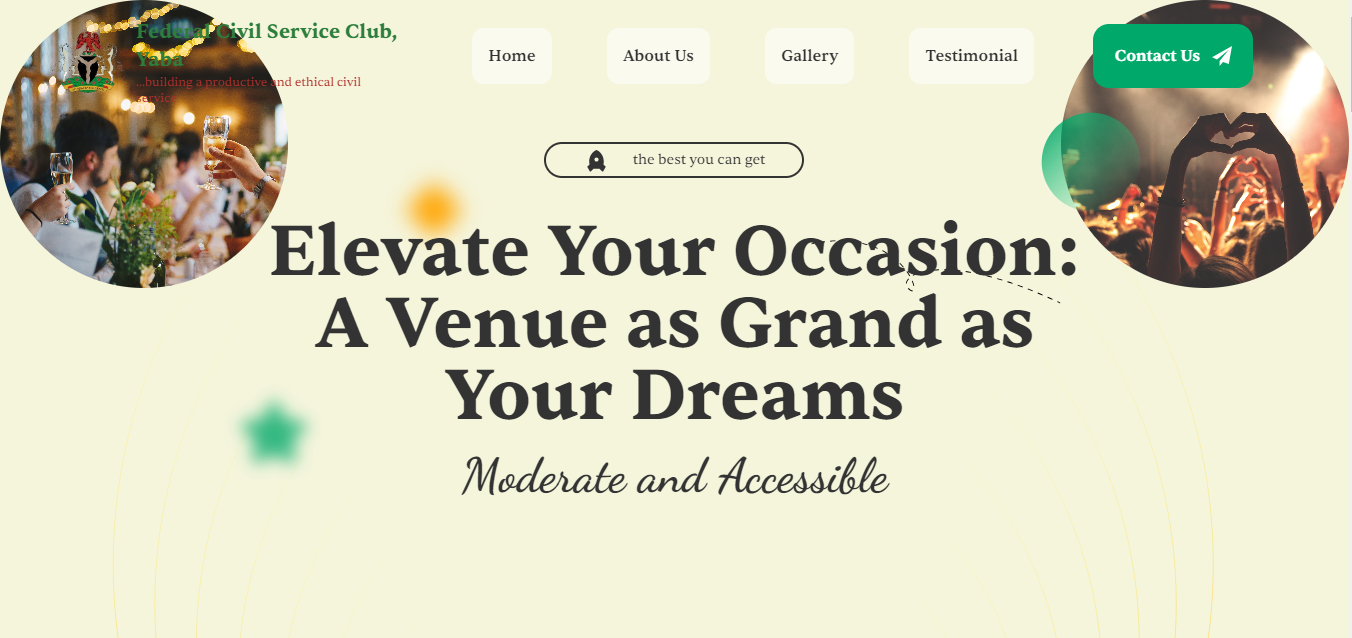 Federal Civil Service Club,
Yaba
...building a productive and ethical civil
service
Home
About Us
Gallery
Testimonial
Contact Us
the best you can get
Elevate Your Occasion:
A Venue as Grand as
Your Dreams
Moderate and Accessible